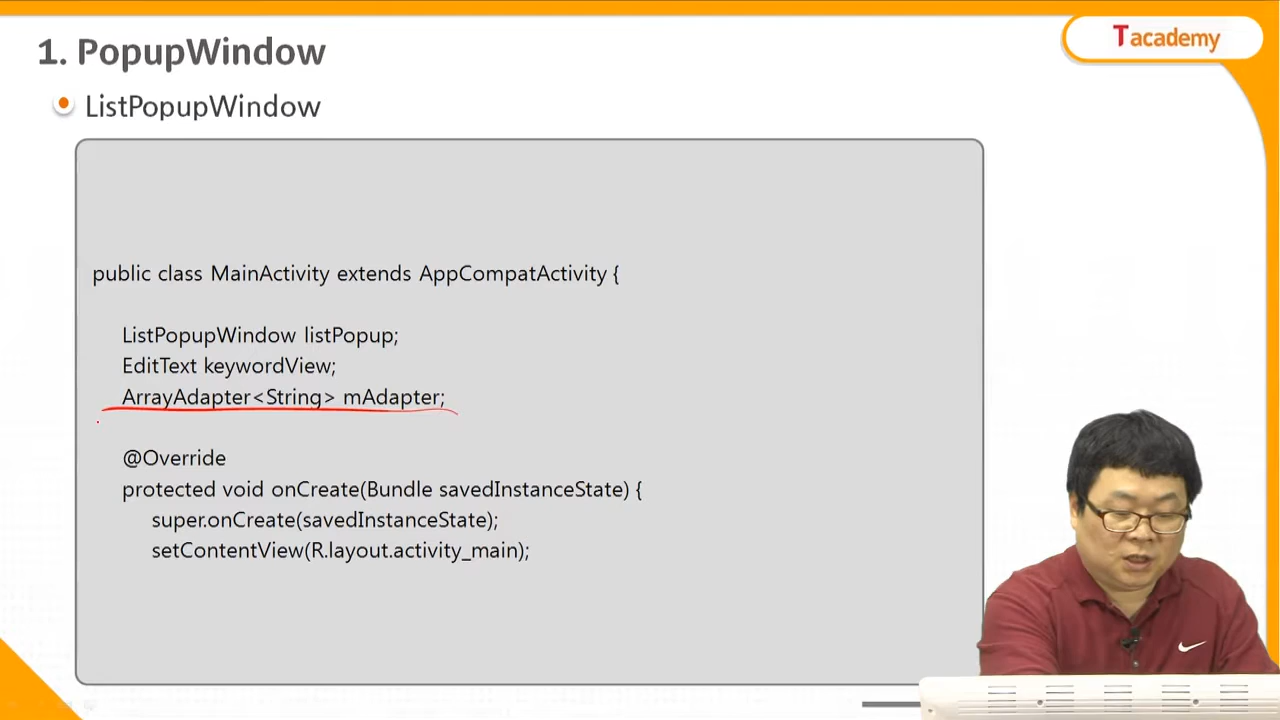 1. PopupWindow
Tacademy
ListPopupWindow
public class MainActivity extends AppCompatActivity {
ListPopupWindow listPopup;
EditText keywordView;
ArrayAdapter<String> mAdapter;
@Override
protected void onCreate(Bundle savedInstanceState) {
super.onCreate(savedInstanceState);
setContentView(R.layout.activity_main);